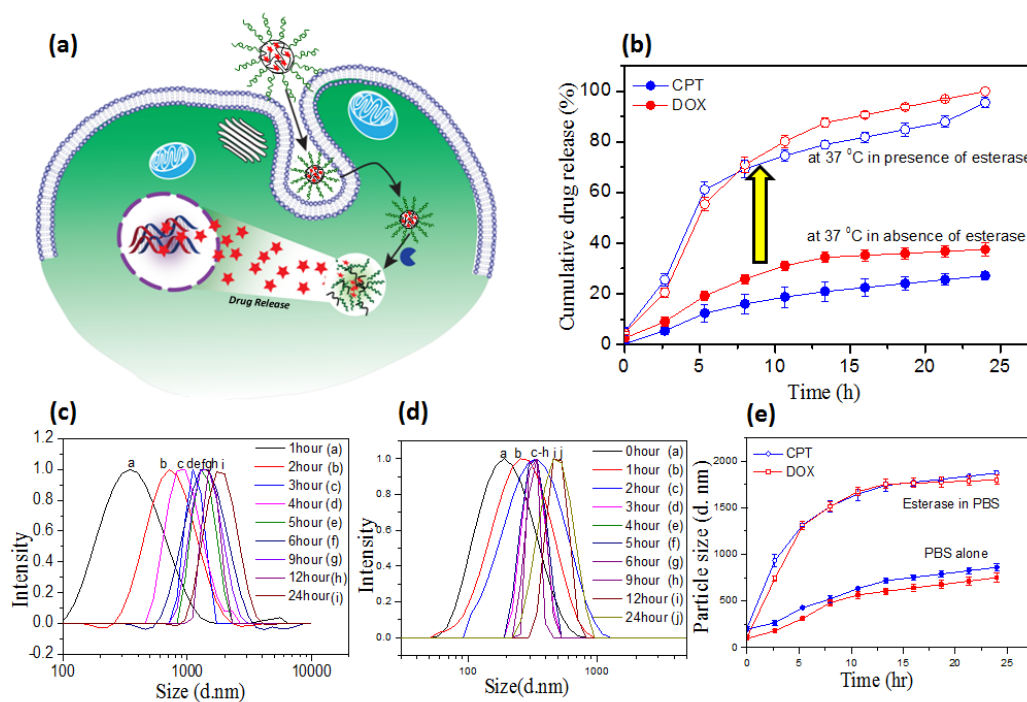 (a)
Drug Release
(b)
Cumulative drug release (%)
100
80
60
40
20
0
CPT
DOX
at 37 ⁰C in presence of esterase
at 37 ⁰C in absence of esterase
0 5 10 15 20 25
Time (h)
(c)
Intensity
1.2
1.0
0.8
0.6
0.4
0.2
0.0
-0.2
a b c d e f g h i
1hour (a)
2hour (b)
3hour (c)
4hour (d)
5hour (e)
6hour (f)
9hour (g)
12hour (h)
24hour (i)
100 1000 10000
Size (d.nm)
(d)
Intensity
1.0
0.8
0.6
0.4
0.2
0.0
a b c-h i j
0hour (a)
1hour (b)
2hour (c)
3hour (d)
4hour (e)
5hour (f)
6hour (g)
9hour (h)
12hour (i)
24hour (j)
100 1000
Size(d.nm)
(e)
Particle size (d. nm)
2000
1750
500
250
0
CPT
DOX
Esterase in PBS
PBS alone
0 5 10 15 20 25
Time (hr)